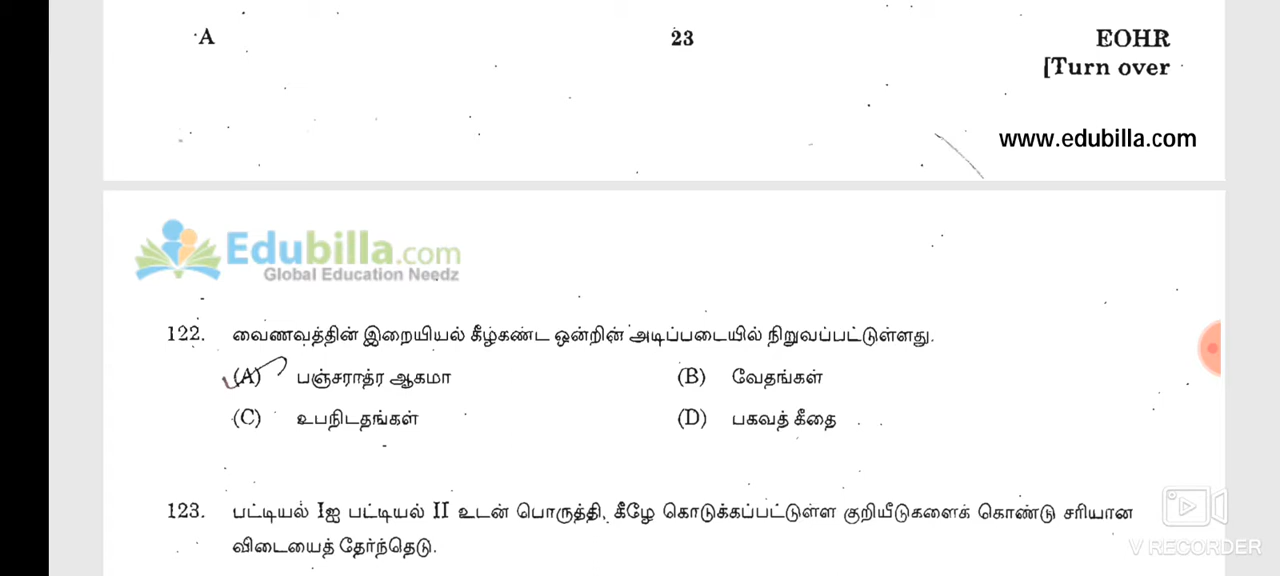 A 23 EOHR
[Turn over
www.edubilla.com
Edubilla.com
Global Education Needz
122. வைணவத்தின் இறையியல் கீழ்கண்ட ஒன்றின் அடிப்படையில் நிறுவப்பட்டுள்ளது.
(A) பஞ்சராத்ர ஆகமா (B) வேதங்கள்
(C) உபநிடதங்கள் (D) பகவத் கீதை
123. பட்டியல் Iஐ பட்டியல் II உடன் பொருத்தி, கீழே கொடுக்கப்பட்டுள்ள குறியீடுகளைக் கொண்டு சரியான
விடையைத் தேர்ந்தெடு.
V RECORDER